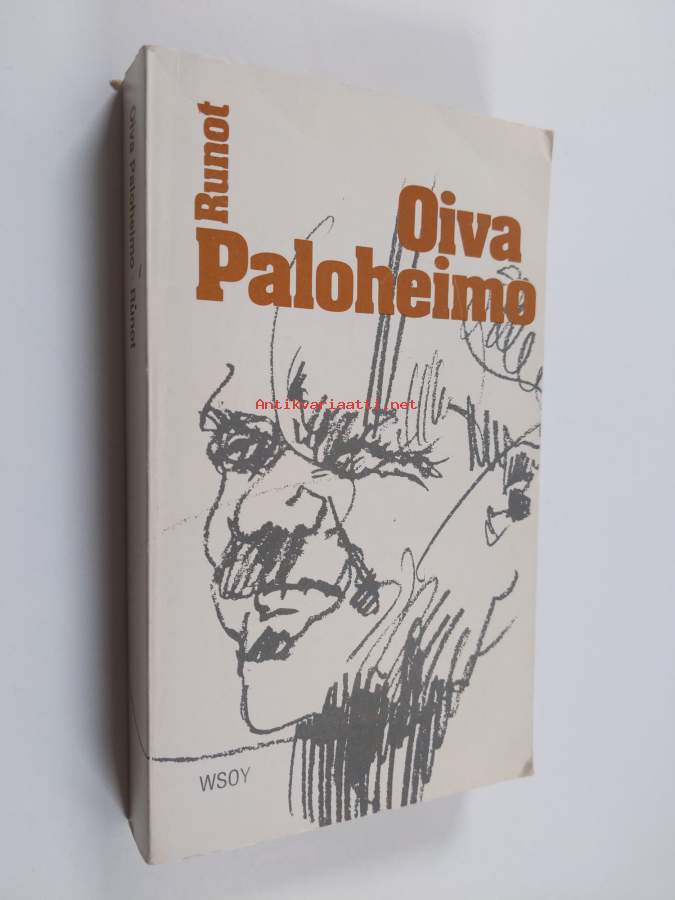 Runot
Oiva
Paloheimo
Oiva Paloheimo – Runot
Antikvariaatti.net
WSOY